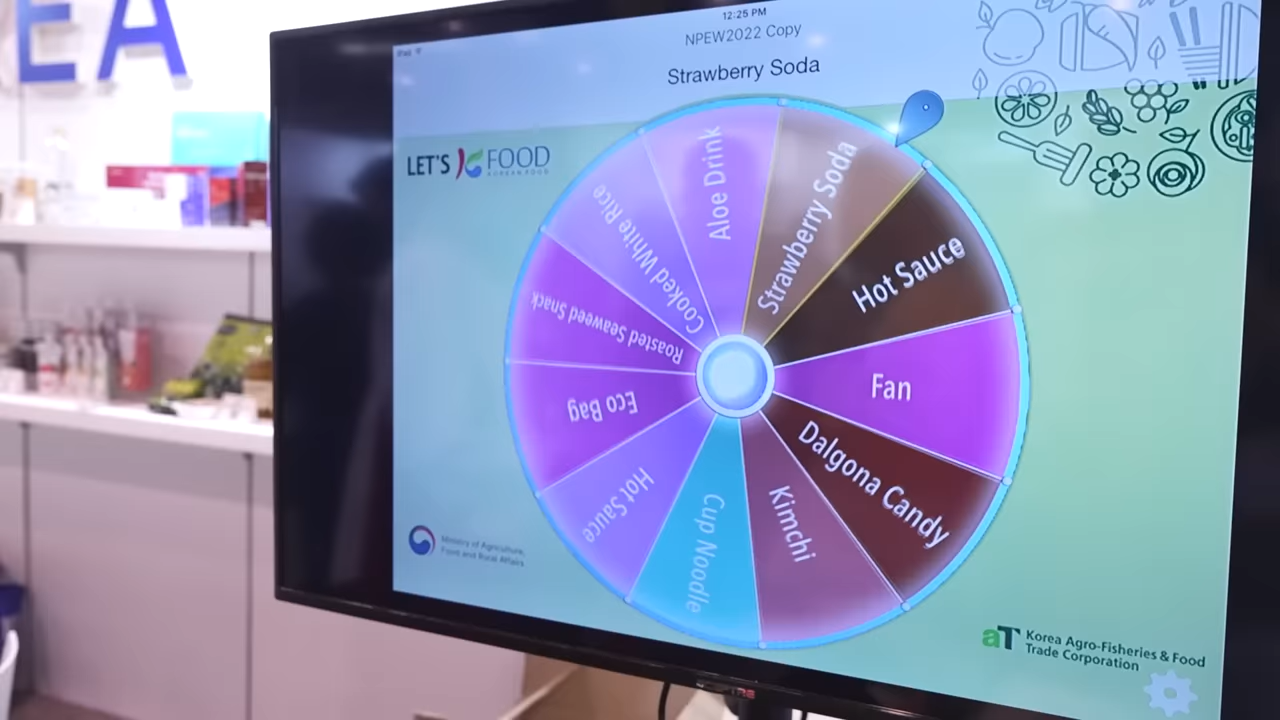 EA
iPad
12:25 PM
NPEW2022 Copy
Strawberry Soda
LET'S K FOOD
KOREAN FOOD
Aloe Drink
Strawberry Soda
Hot Sauce
Fan
Dalgona Candy
Kimchi
Cup Noodle
Hot Sauce
Eco Bag
Roasted Seaweed Snack
Cooked White Rice
Ministry of Agriculture,
Food and Rural Affairs
aT Korea Agro-Fisheries & Food
Trade Corporation